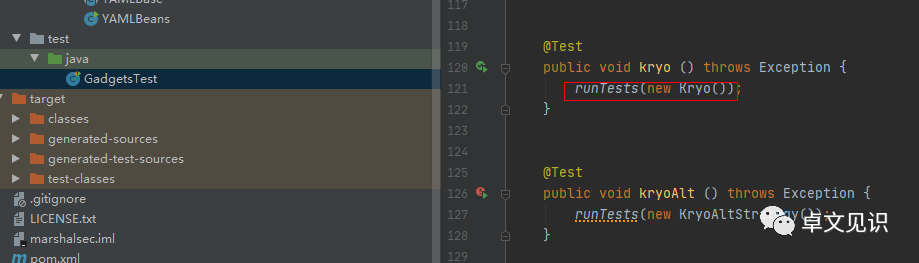 YAMLBase
YAMLBeans
test
java
GadgetsTest
target
classes
generated-sources
generated-test-sources
test-classes
.gitignore
LICENSE.txt
marshalsec.iml
pom.xml
117
118
119 @Test
120 public void kryo () throws Exception {
121 runTests(new Kryo());
122 }
123
124
125 @Test
126 public void kryoAlt () throws Exception {
127 runTests(new KryoAltStrategy());
128 }
129
卓文见识